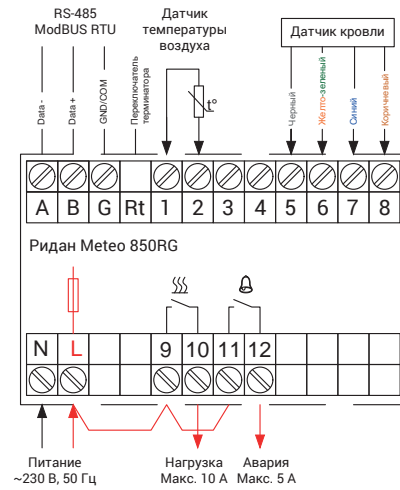 RS-485
ModBUS RTU
Датчик
температуры
воздуха
Датчик кровли
Data -
Data +
GND/COM
Переключатель
терминатора
t°
Черный
Желто-зеленый
Синий
Коричневый
A B G Rt 1 2 3 4 5 6 7 8
Ридан Meteo 850RG
N L 9 10 11 12
Питание
~230 В, 50 Гц
Нагрузка
Макс. 10 А
Авария
Макс. 5 А